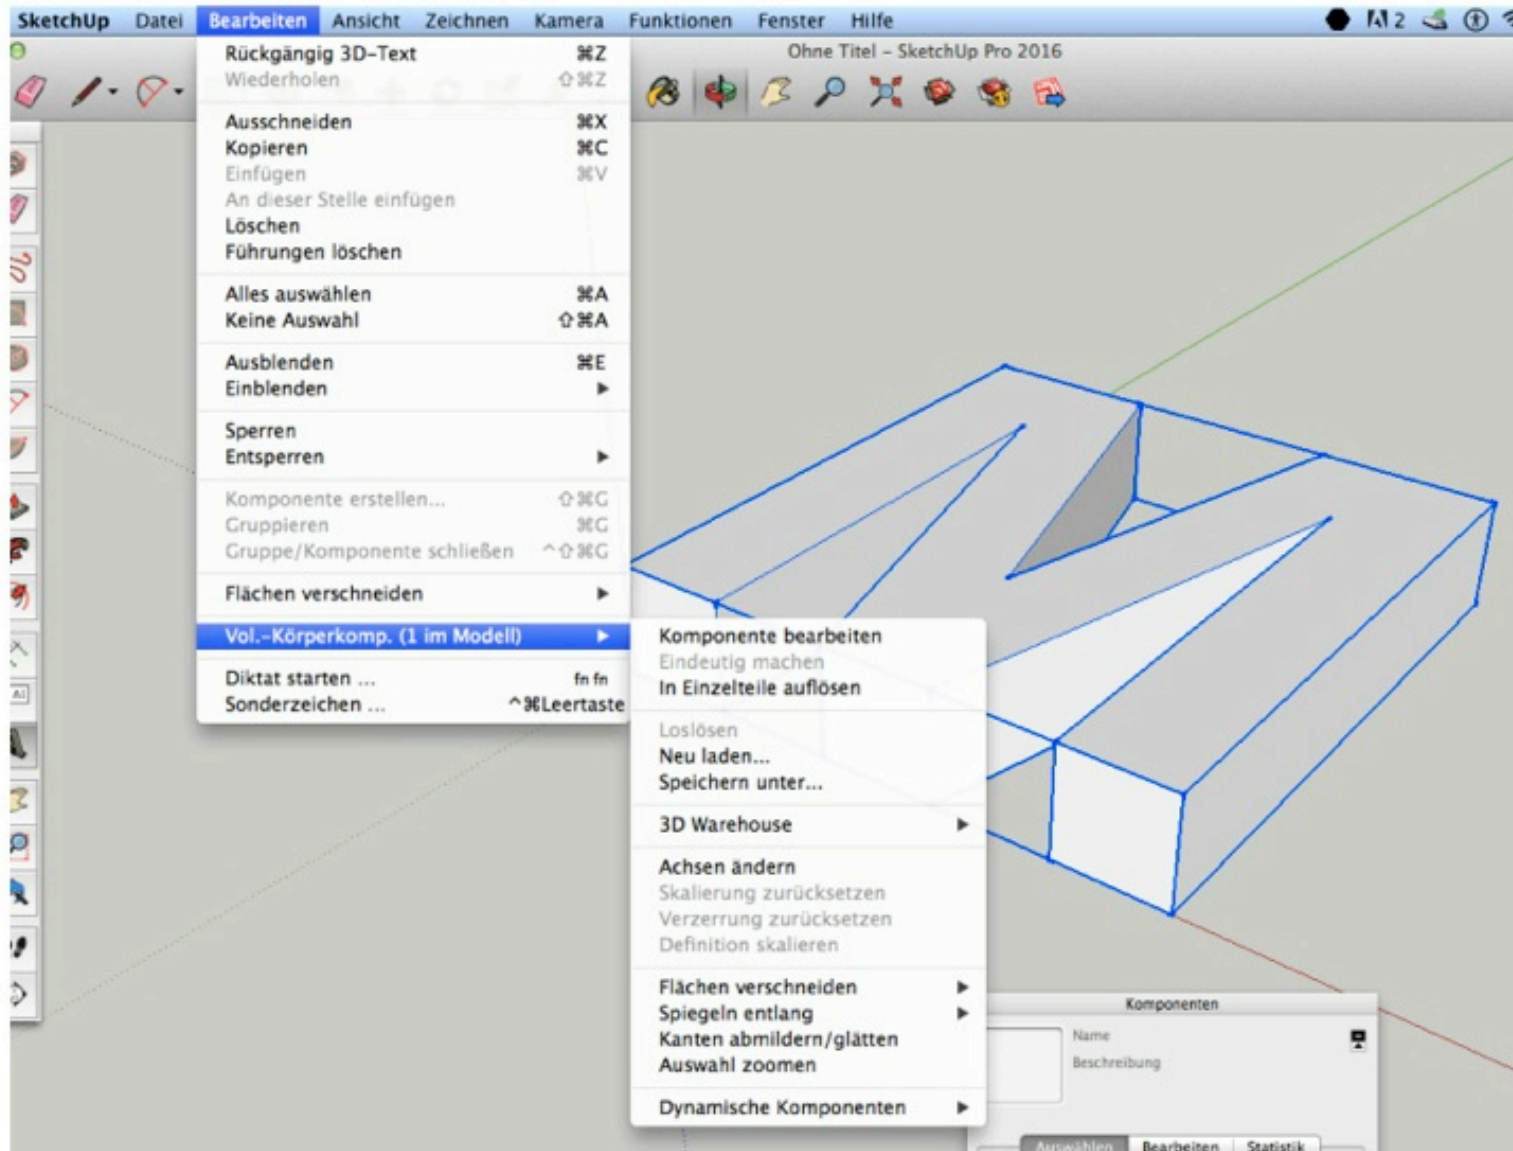 SketchUp Datei Bearbeiten Ansicht Zeichnen Kamera Funktionen Fenster Hilfe 2
Ohne Titel – SketchUp Pro 2016
Rückgängig 3D-Text ⌘Z
Wiederholen ⇧⌘Z
Ausschneiden ⌘X
Kopieren ⌘C
Einfügen ⌘V
An dieser Stelle einfügen
Löschen
Führungen löschen
Alles auswählen ⌘A
Keine Auswahl ⇧⌘A
Ausblenden ⌘E
Einblenden ▶
Sperren
Entsperren ▶
Komponente erstellen... ⇧⌘G
Gruppieren ⌘G
Gruppe/Komponente schließen ^⇧⌘G
Flächen verschneiden ▶
Vol.-Körperkomp. (1 im Modell) ▶
Diktat starten ... fn fn
Sonderzeichen ... ^⌘Leertaste
Komponente bearbeiten
Eindeutig machen
In Einzelteile auflösen
Loslösen
Neu laden...
Speichern unter...
3D Warehouse ▶
Achsen ändern
Skalierung zurücksetzen
Verzerrung zurücksetzen
Definition skalieren
Flächen verschneiden ▶
Spiegeln entlang ▶
Kanten abmildern/glätten
Auswahl zoomen
Dynamische Komponenten ▶
Komponenten
Name
Beschreibung
Auswählen Bearbeiten Statistik